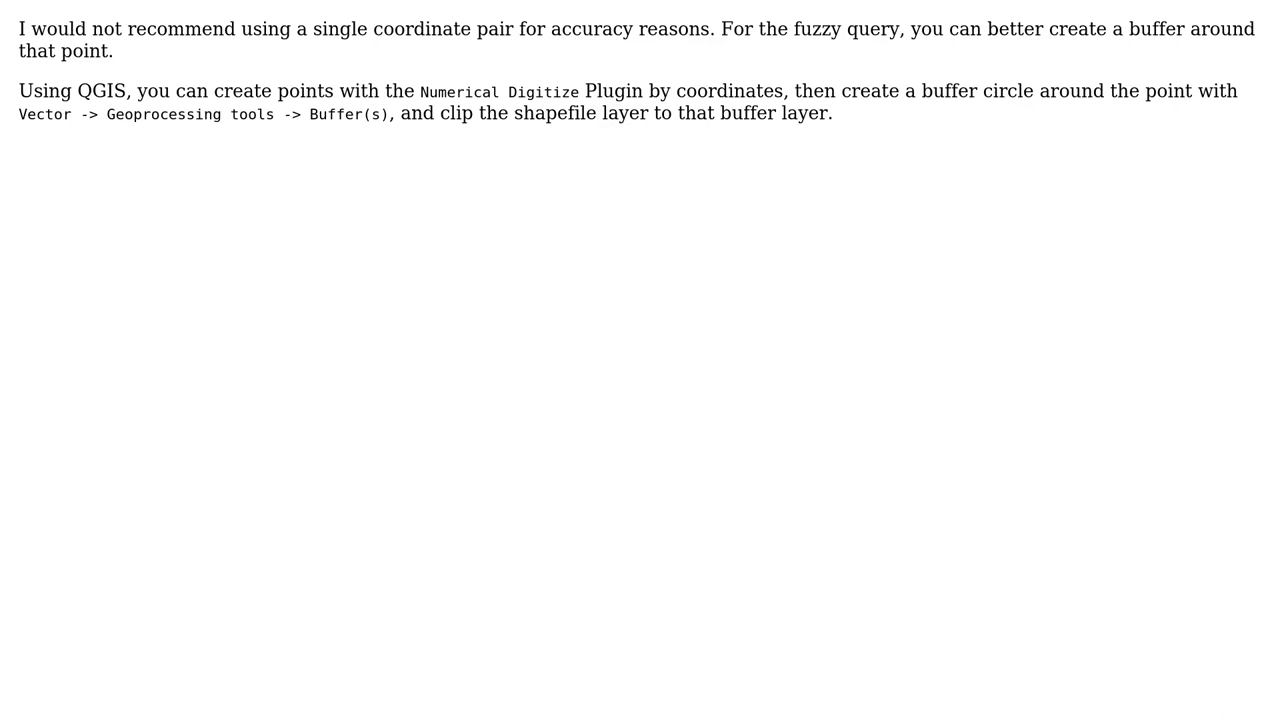 I would not recommend using a single coordinate pair for accuracy reasons. For the fuzzy query, you can better create a buffer around
that point.
Using QGIS, you can create points with the Numerical Digitize Plugin by coordinates, then create a buffer circle around the point with
Vector -> Geoprocessing tools -> Buffer(s), and clip the shapefile layer to that buffer layer.